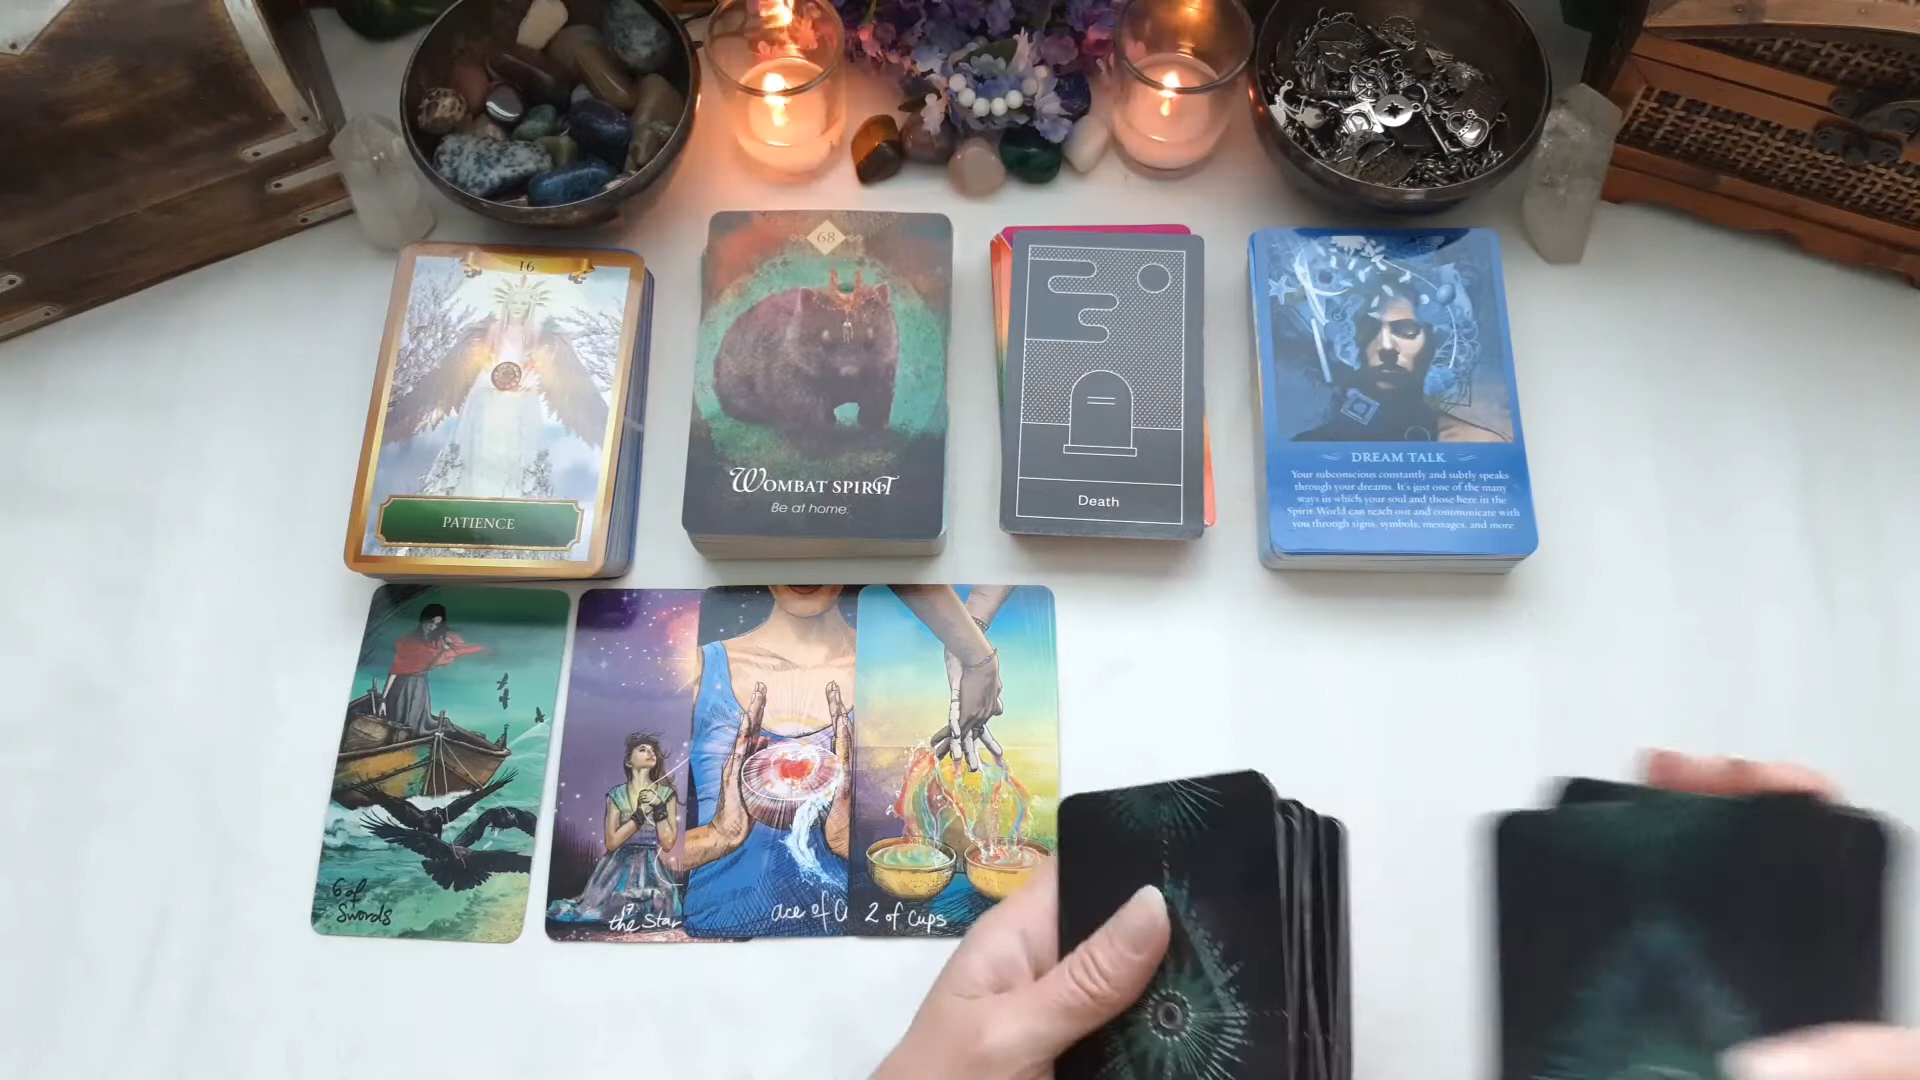 16
PATIENCE
68
WOMBAT SPIRIT
Be at home.
Death
DREAM TALK
Your subconscious constantly and subtly speaks
through your dreams. It's just one of the many
ways in which your soul and those here in the
Spirit World can reach out and communicate with
you through signs, symbols, messages, and more.
6 of
Swords
17
the Star
ace of C
2 of Cups